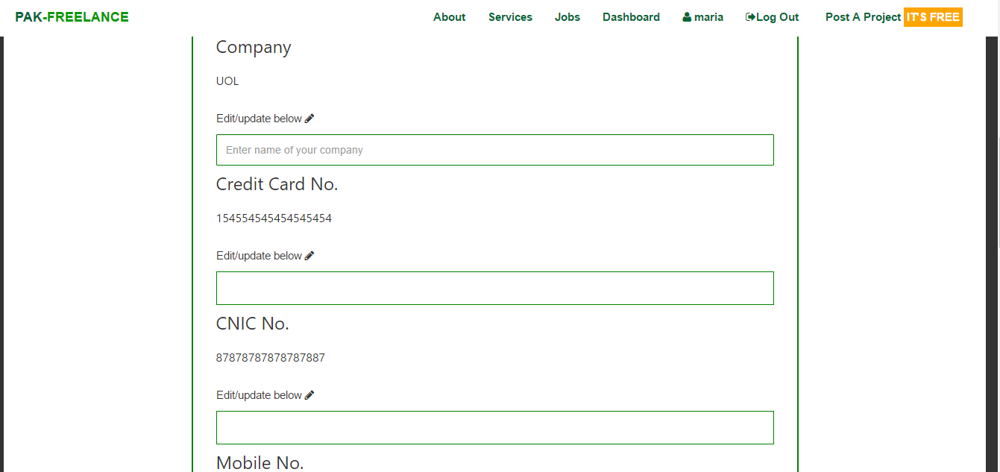 PAK-FREELANCE About Services Jobs Dashboard maria Log Out Post A Project IT'S FREE
Company
UOL
Edit/update below
Enter name of your company
Credit Card No.
154554545454545454
Edit/update below
CNIC No.
87878787878787887
Edit/update below
Mobile No.